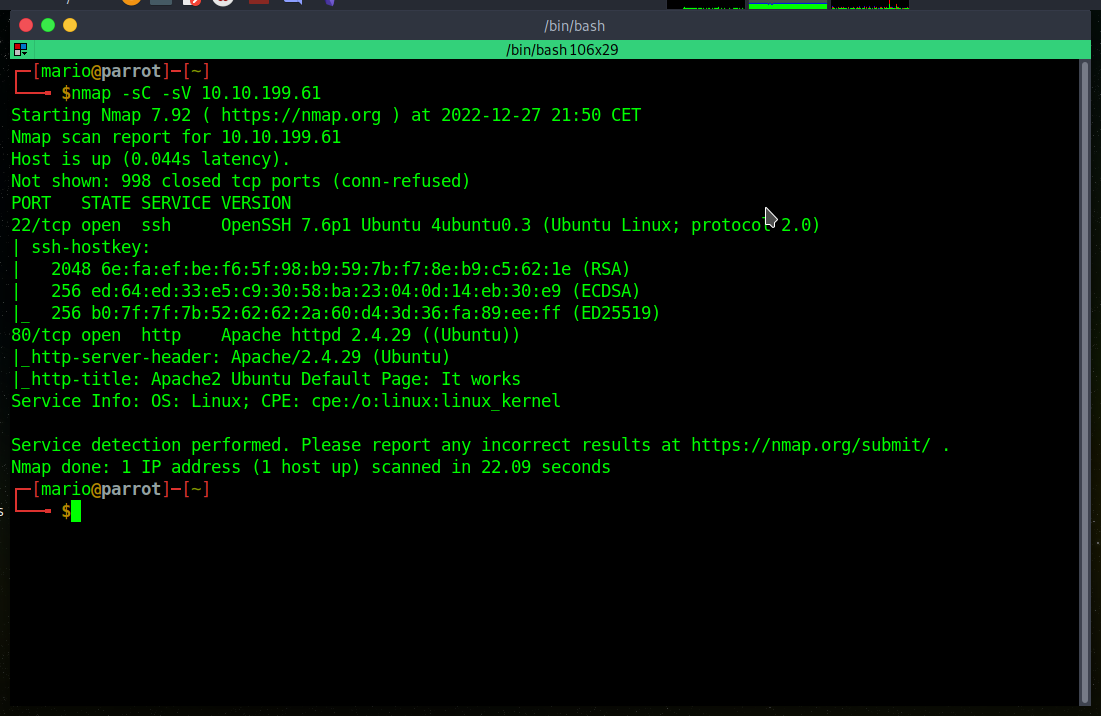 /bin/bash
/bin/bash 106x29
┌─[mario@parrot]─[~]
└──╼ $nmap -sC -sV 10.10.199.61
Starting Nmap 7.92 ( https://nmap.org ) at 2022-12-27 21:50 CET
Nmap scan report for 10.10.199.61
Host is up (0.044s latency).
Not shown: 998 closed tcp ports (conn-refused)
PORT   STATE SERVICE VERSION
22/tcp open  ssh     OpenSSH 7.6p1 Ubuntu 4ubuntu0.3 (Ubuntu Linux; protocol 2.0)
| ssh-hostkey:
|   2048 6e:fa:ef:be:f6:5f:98:b9:59:7b:f7:8e:b9:c5:62:1e (RSA)
|   256 ed:64:ed:33:e5:c9:30:58:ba:23:04:0d:14:eb:30:e9 (ECDSA)
|_  256 b0:7f:7f:7b:52:62:62:2a:60:d4:3d:36:fa:89:ee:ff (ED25519)
80/tcp open  http    Apache httpd 2.4.29 ((Ubuntu))
|_http-server-header: Apache/2.4.29 (Ubuntu)
|_http-title: Apache2 Ubuntu Default Page: It works
Service Info: OS: Linux; CPE: cpe:/o:linux:linux_kernel
Service detection performed. Please report any incorrect results at https://nmap.org/submit/ .
Nmap done: 1 IP address (1 host up) scanned in 22.09 seconds
┌─[mario@parrot]─[~]
└──╼ $